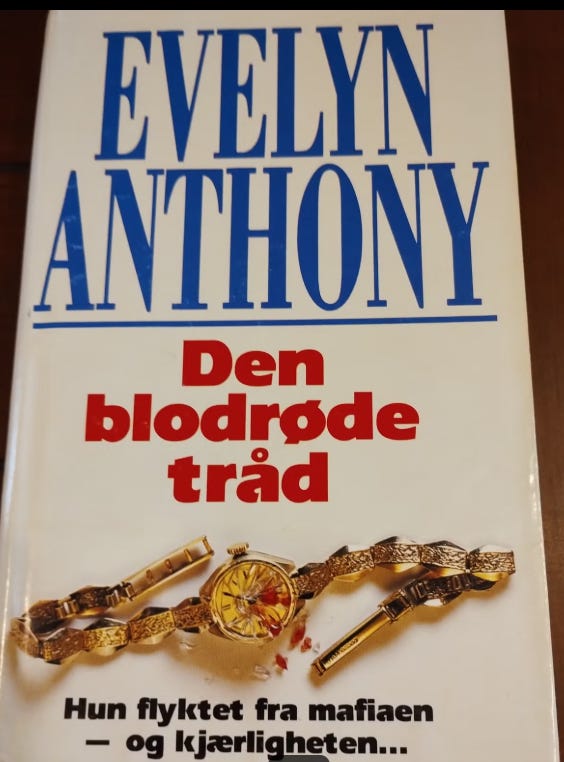 EVELYN
ANTHONY
Den
blodrøde
tråd
Hun flyktet fra mafiaen
– og kjærligheten...